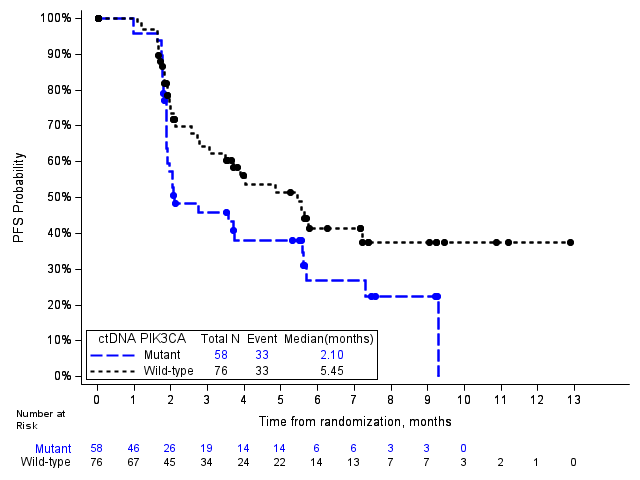 100%
90%
80%
70%
60%
50%
40%
30%
20%
10%
0%
PFS Probability
ctDNA PIK3CA Total N Event Median(months)
Mutant 58 33 2.10
Wild-type 76 33 5.45
0 1 2 3 4 5 6 7 8 9 10 11 12 13
Time from randomization, months
Number at
Risk
Mutant 58 46 26 19 14 14 6 6 3 3 0
Wild-type 76 67 45 34 24 22 14 13 7 7 3 2 1 0